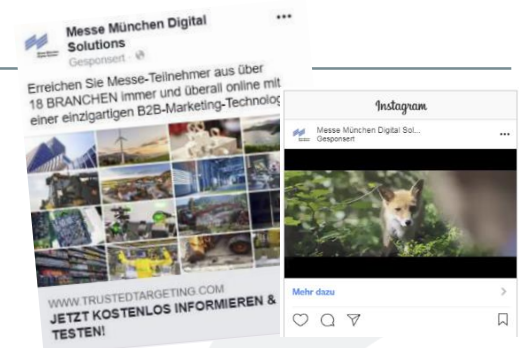 Messe München Digital
Solutions
Gesponsert
Erreichen Sie Messe-Teilnehmer aus über
18 BRANCHEN immer und überall online mit
einer einzigartigen B2B-Marketing-Technolog
WWW.TRUSTEDTARGETING.COM
JETZT KOSTENLOS INFORMIEREN &
TESTEN!
Instagram
Messe München Digital Sol...
Gesponsert
Mehr dazu